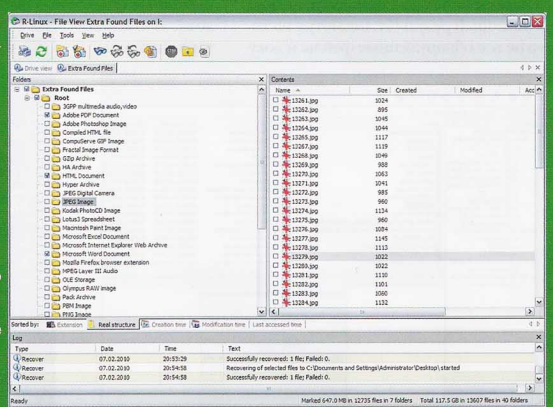 R-Linux - File View Extra Found Files on I:
Drive File Tools View Help
Drive view Extra Found Files
Folders
Extra Found Files
Root
3GPP multimedia audio,video
Adobe PDF Document
Adobe Photoshop Image
Compiled HTML file
CompuServe GIF Image
Fractal Image Format
GZip Archive
HA Archive
HTML Document
Hyper Archive
JPEG Digital Camera
JPEG Image
Kodak PhotoCD Image
Lotus3 Spreadsheet
Macintosh Paint Image
Microsoft Excel Document
Microsoft Internet Explorer Web Archive
Microsoft Word Document
Mozilla Firefox browser extension
MPEG Layer III Audio
OLE Storage
Olympus RAW image
Pack Archive
PBM Image
PNG Image
Contents
Name Size Created Modified Acc
13261.jpg 1024
13262.jpg 895
13263.jpg 1045
13264.jpg 1044
13265.jpg 1117
13267.jpg 1119
13268.jpg 1049
13269.jpg 988
13270.jpg 1063
13271.jpg 1041
13272.jpg 985
13273.jpg 960
13274.jpg 1134
13275.jpg 960
13276.jpg 1084
13277.jpg 1145
13278.jpg 1113
13279.jpg 1022
13280.jpg 1022
13281.jpg 1110
13282.jpg 1101
13283.jpg 1080
13284.jpg 1132
Sorted by: Extension Real structure Creation time Modification time Last accessed time
Log
Type Date Time Text
Recover 07.02.2010 20:53:29 Successfully recovered: 1 file; Failed: 0.
Recover 07.02.2010 20:54:58 Recovering of selected files to C:\Documents and Settings\Administrator\Desktop\ started
Recover 07.02.2010 20:54:58 Successfully recovered: 1 file; Failed: 0.
Ready Marked 647.0 MB in 12735 files in 7 folders Total 117.5 GB in 13607 files in 40 folders